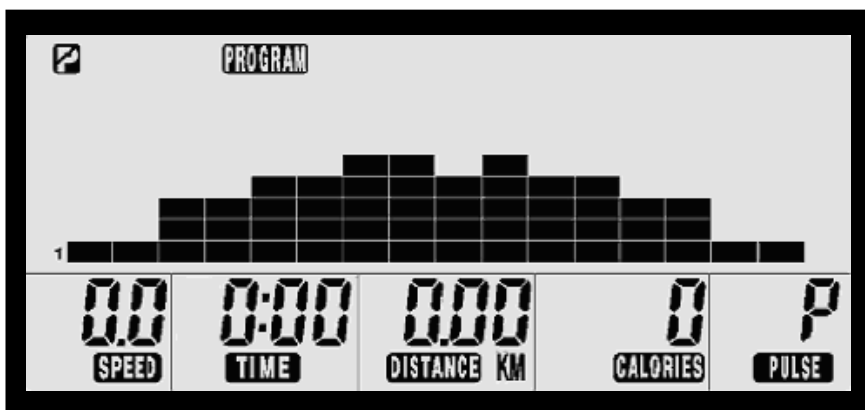 PROGRAM
1
0.0 0:00 0.00 0 P
SPEED TIME DISTANCE KM CALORIES PULSE